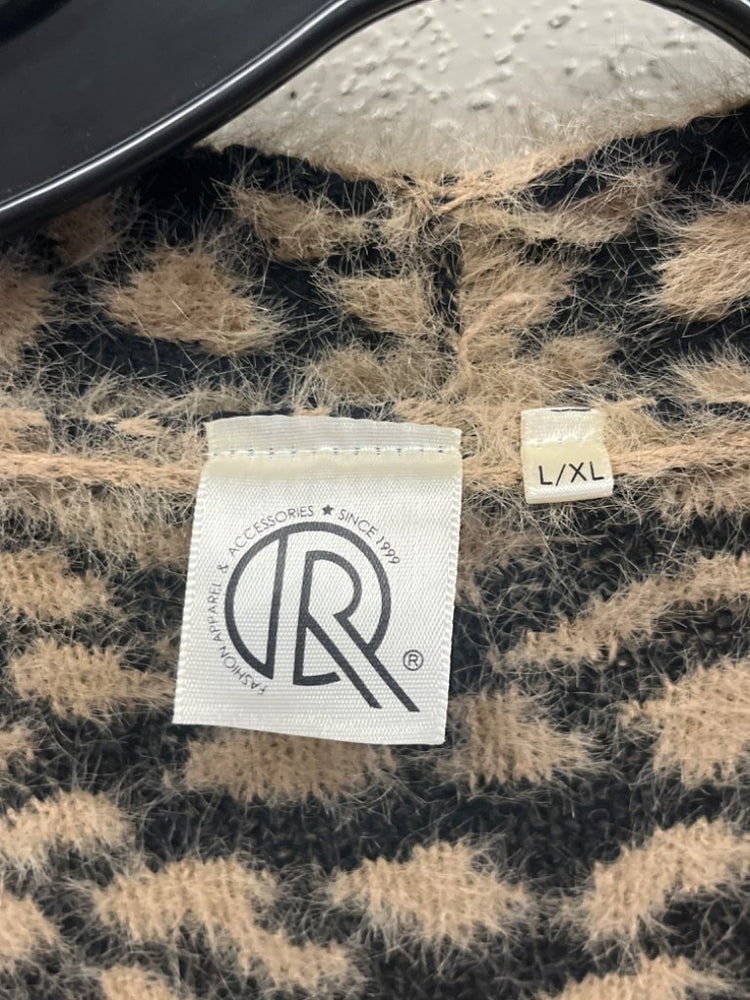 FASHION APPAREL & ACCESSORIES ★ SINCE 1999
R
®
L/XL